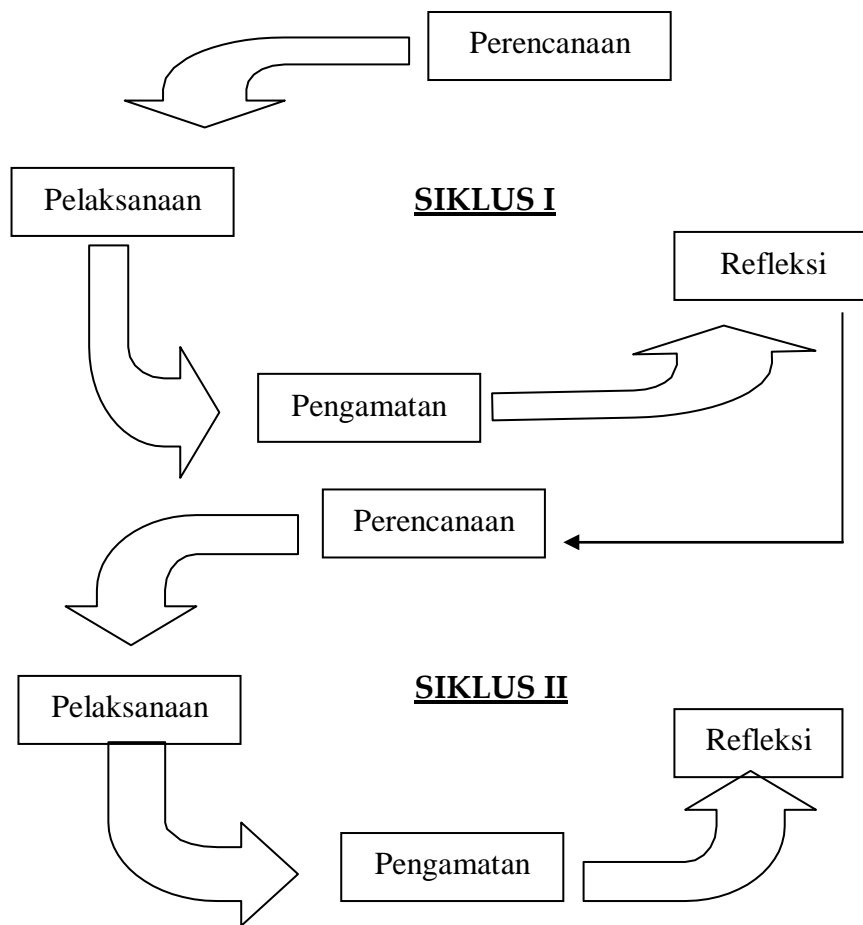 Perencanaan
Pelaksanaan
SIKLUS I
Refleksi
Pengamatan
Perencanaan
Pelaksanaan
SIKLUS II
Refleksi
Pengamatan